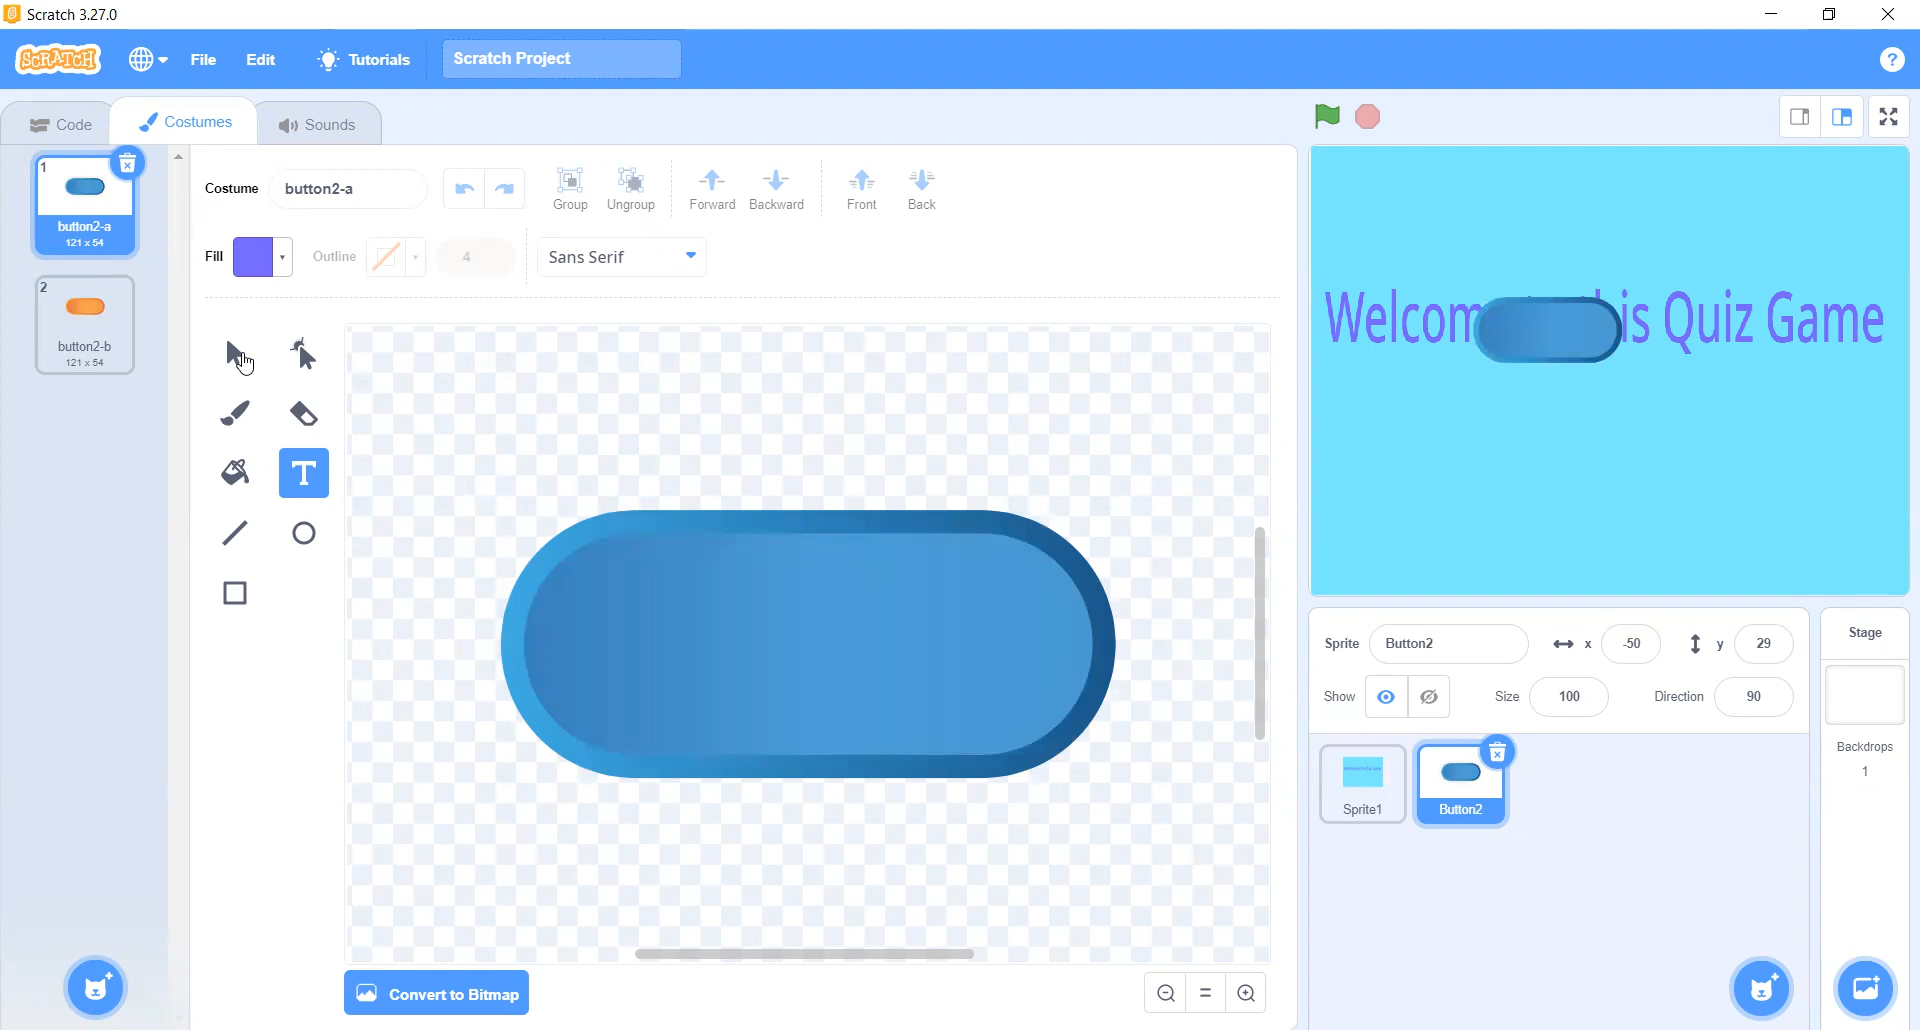 Scratch 3.27.0
SCRATCH
File
Edit
Tutorials
Scratch Project
?
Code
Costumes
Sounds
1
button2-a
121 x 54
2
button2-b
121 x 54
Costume
button2-a
Group
Ungroup
Forward
Backward
Front
Back
Fill
Outline
4
Sans Serif
T
Convert to Bitmap
=
Welcom is Quiz Game
Sprite
Button2
x
-50
y
29
Show
Size
100
Direction
90
Sprite1
Button2
Stage
Backdrops
1